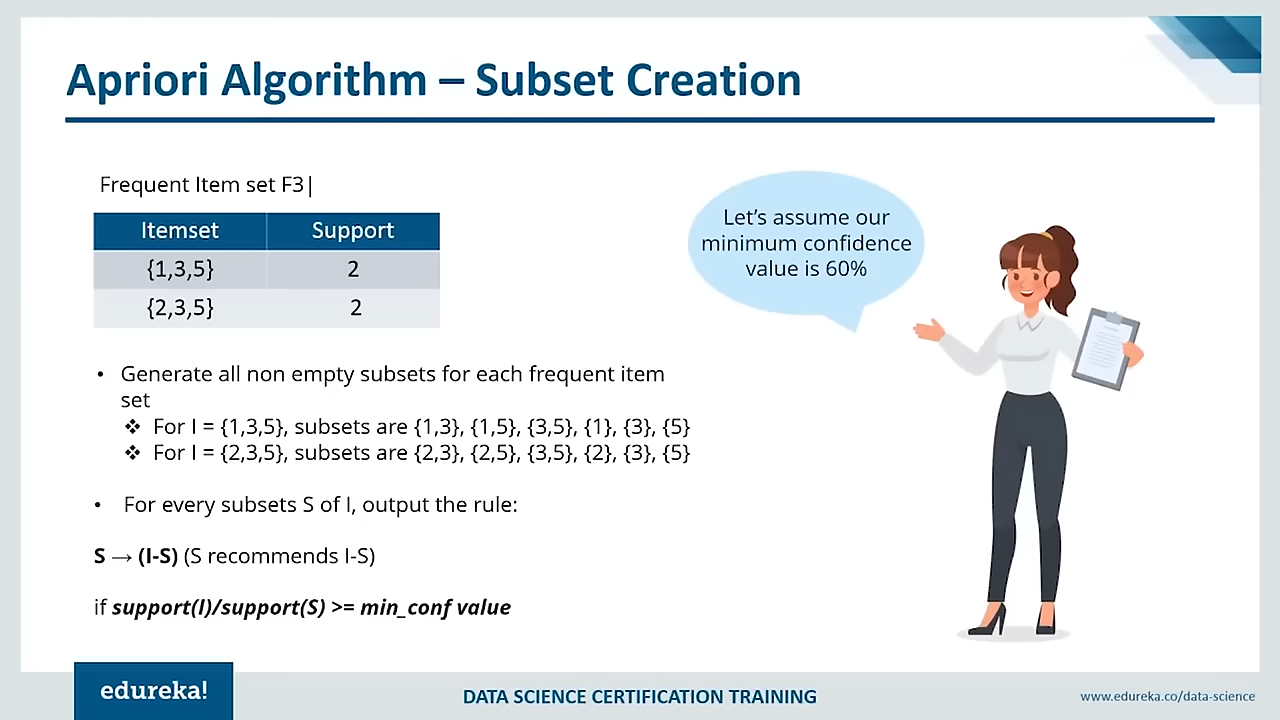 Apriori Algorithm – Subset Creation
Frequent Item set F3|
Itemset Support
{1,3,5} 2
{2,3,5} 2
Let's assume our
minimum confidence
value is 60%
• Generate all non empty subsets for each frequent item
set
❖ For I = {1,3,5}, subsets are {1,3}, {1,5}, {3,5}, {1}, {3}, {5}
❖ For I = {2,3,5}, subsets are {2,3}, {2,5}, {3,5}, {2}, {3}, {5}
• For every subsets S of I, output the rule:
S → (I-S) (S recommends I-S)
if support(I)/support(S) >= min_conf value
edureka!
DATA SCIENCE CERTIFICATION TRAINING
www.edureka.co/data-science